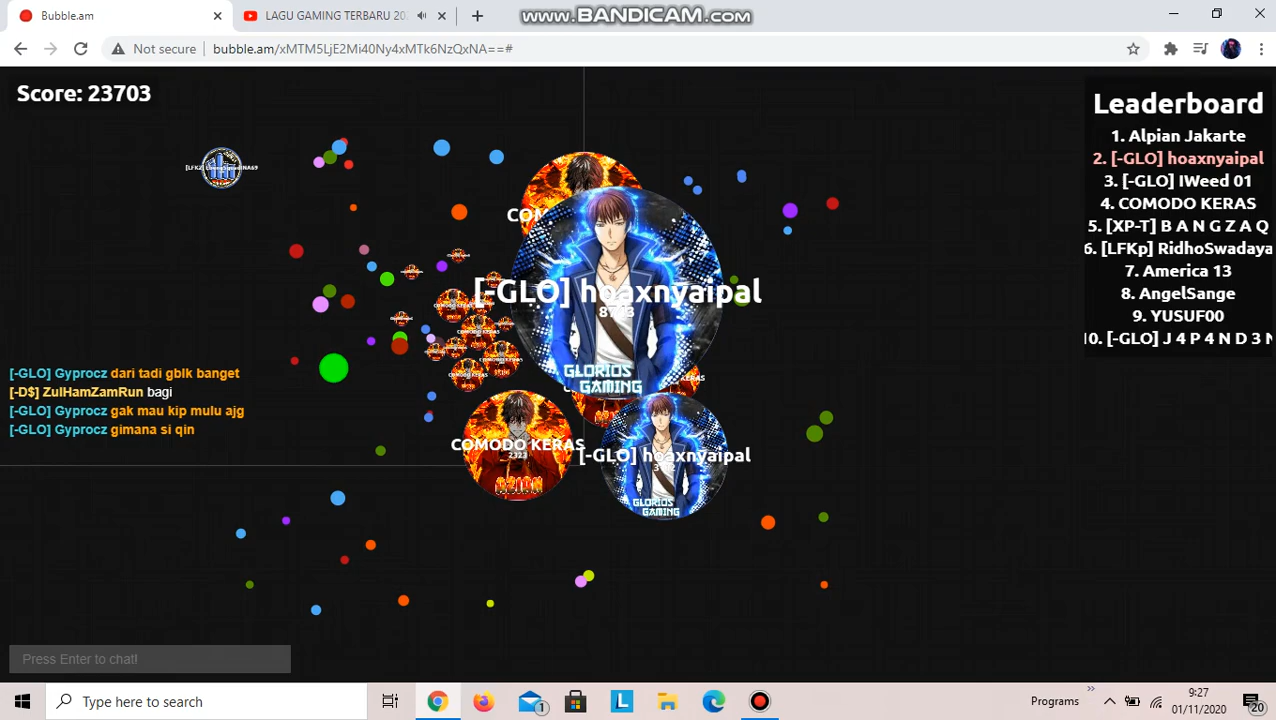 Bubble.am
LAGU GAMING TERBARU 202
www.BANDICAM.com
Not secure
bubble.am/xMTM5LjE2Mi40Ny4xMTk6NzQxNA==#
Score: 23703
Leaderboard
1. Alpian Jakarte
2. [-GLO] hoaxnyaipal
3. [-GLO] IWeed 01
4. COMODO KERAS
5. [XP-T] B A N G Z A Q
6. [LFKp] RidhoSwadaya
7. America 13
8. AngelSange
9. YUSUF00
10. [-GLO] J 4 P 4 N D 3 N
[-GLO] hoaxnyaipal
GLORIOS
GAMING
COMODO KERAS
2323
[-GLO] hoaxnyaipal
GLORIOS
GAMING
[-GLO] Gyprocz dari tadi gblk banget
[-D$] ZulHamZamRun bagi
[-GLO] Gyprocz gak mau kip mulu ajg
[-GLO] Gyprocz gimana si qin
Press Enter to chat!
Type here to search
1
Programs
9:27
01/11/2020
20